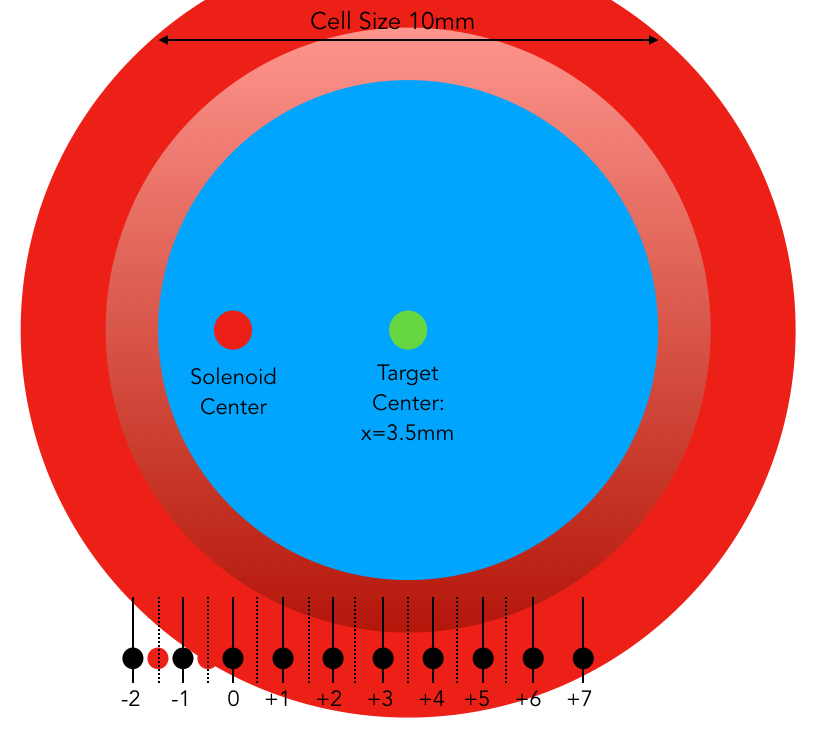 Cell Size 10mm
Solenoid
Center
Target
Center:
x=3.5mm
-2 -1 0 +1 +2 +3 +4 +5 +6 +7